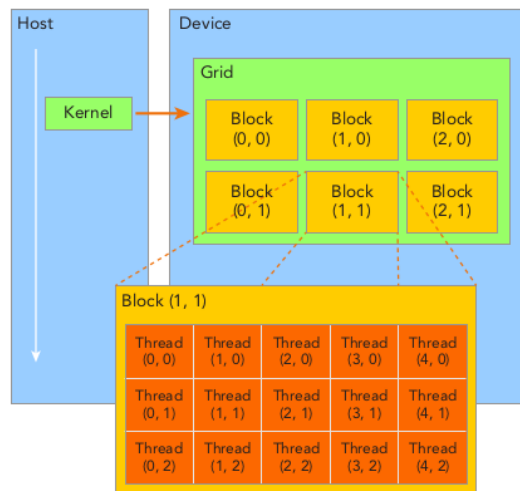 Host
Device
Grid
Kernel
Block
(0, 0)
Block
(1, 0)
Block
(2, 0)
Block
(0, 1)
Block
(1, 1)
Block
(2, 1)
Block (1, 1)
Thread
(0, 0)
Thread
(1, 0)
Thread
(2, 0)
Thread
(3, 0)
Thread
(4, 0)
Thread
(0, 1)
Thread
(1, 1)
Thread
(2, 1)
Thread
(3, 1)
Thread
(4, 1)
Thread
(0, 2)
Thread
(1, 2)
Thread
(2, 2)
Thread
(3, 2)
Thread
(4, 2)